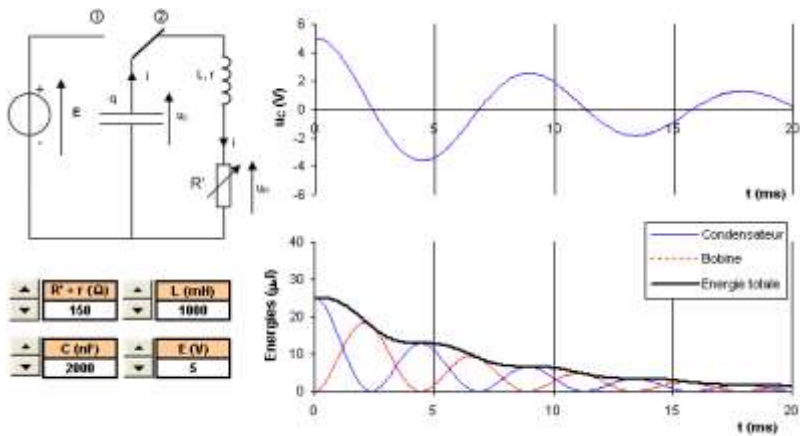 ① ②
+
E
-
i
q
uC
L, r
i
R'
6
4
2
0
-2
-4
-6
uC (V)
0 5 10 15 20
t (ms)
Condensateur
Bobine
Energie totale
40
30
20
10
0
Energies (µJ)
0 5 10 15 20
t (ms)
R' + r (Ω) L (mH)
150 1000
C (nF) E (V)
2000 5